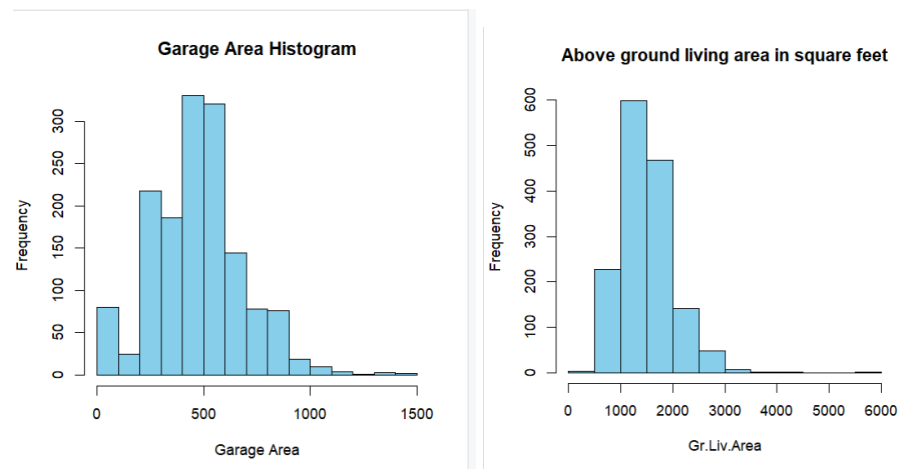 Garage Area Histogram
Frequency
300
250
200
150
100
50
0
0 500 1000 1500
Garage Area
Above ground living area in square feet
Frequency
600
500
400
300
200
100
0
0 1000 2000 3000 4000 5000 6000
Gr.Liv.Area